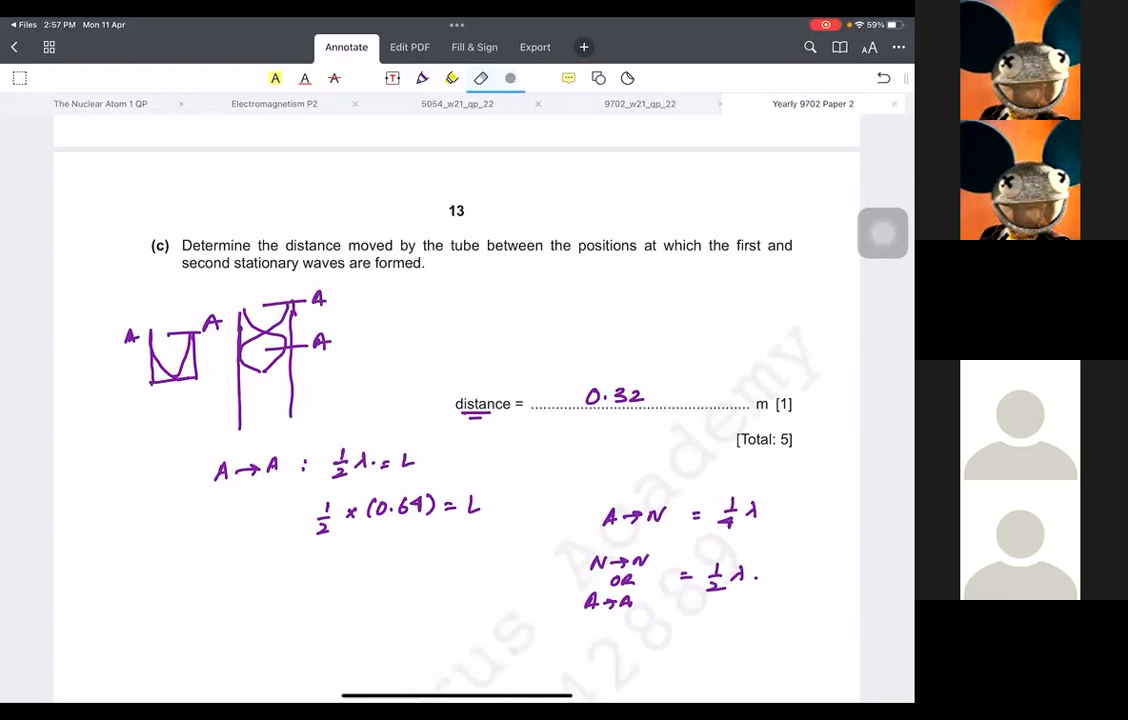 Files 2:57 PM Mon 11 Apr
59%
Annotate Edit PDF Fill & Sign Export
The Nuclear Atom 1 QP × Electromagnetism P2 × 5054_w21_qp_22 × 9702_w21_qp_22 × Yearly 9702 Paper 2 ×
13
(c) Determine the distance moved by the tube between the positions at which the first and
second stationary waves are formed.
A A
A
A
distance = 0.32 m [1]
[Total: 5]
A → A : 1/2 λ. = L
1/2 × (0.64) = L
A → N = 1/4 λ
N → N
OR = 1/2 λ.
A → A
rus Academy
42889